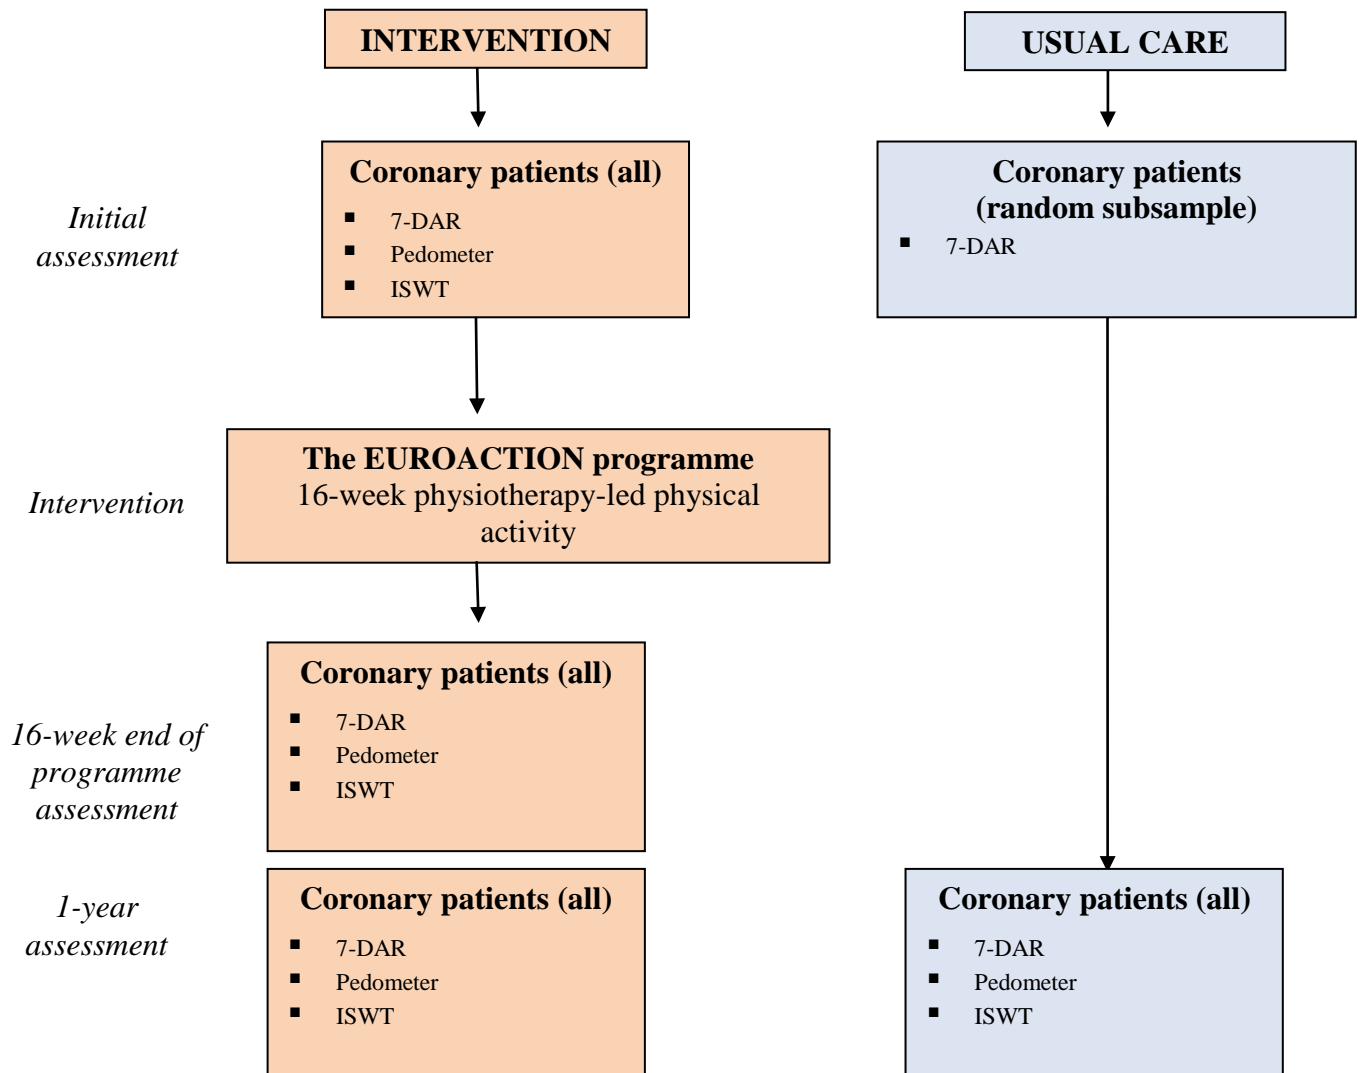 INTERVENTION
USUAL CARE
Initial
assessment
Coronary patients (all)
▪ 7-DAR
▪ Pedometer
▪ ISWT
Coronary patients
(random subsample)
▪ 7-DAR
Intervention
The EUROACTION programme
16-week physiotherapy-led physical
activity
16-week end of
programme
assessment
Coronary patients (all)
▪ 7-DAR
▪ Pedometer
▪ ISWT
1-year
assessment
Coronary patients (all)
▪ 7-DAR
▪ Pedometer
▪ ISWT
Coronary patients (all)
▪ 7-DAR
▪ Pedometer
▪ ISWT